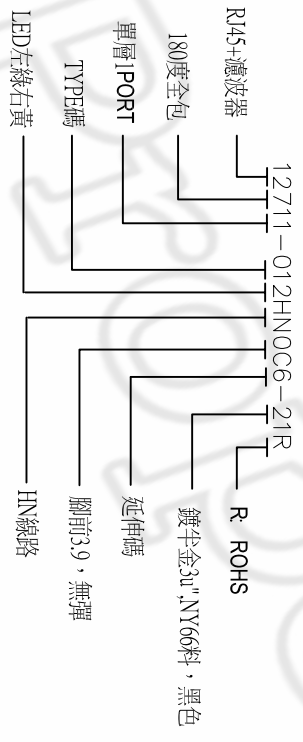 12711-012HN0C6-21R
RJ45+濾波器
180度全包
單層1PORT
TYPE碼
LED左綠右黃
R: ROHS
鍍半金3u",NY66料，黑色
延伸碼
腳前3.9，無彈
HN線路